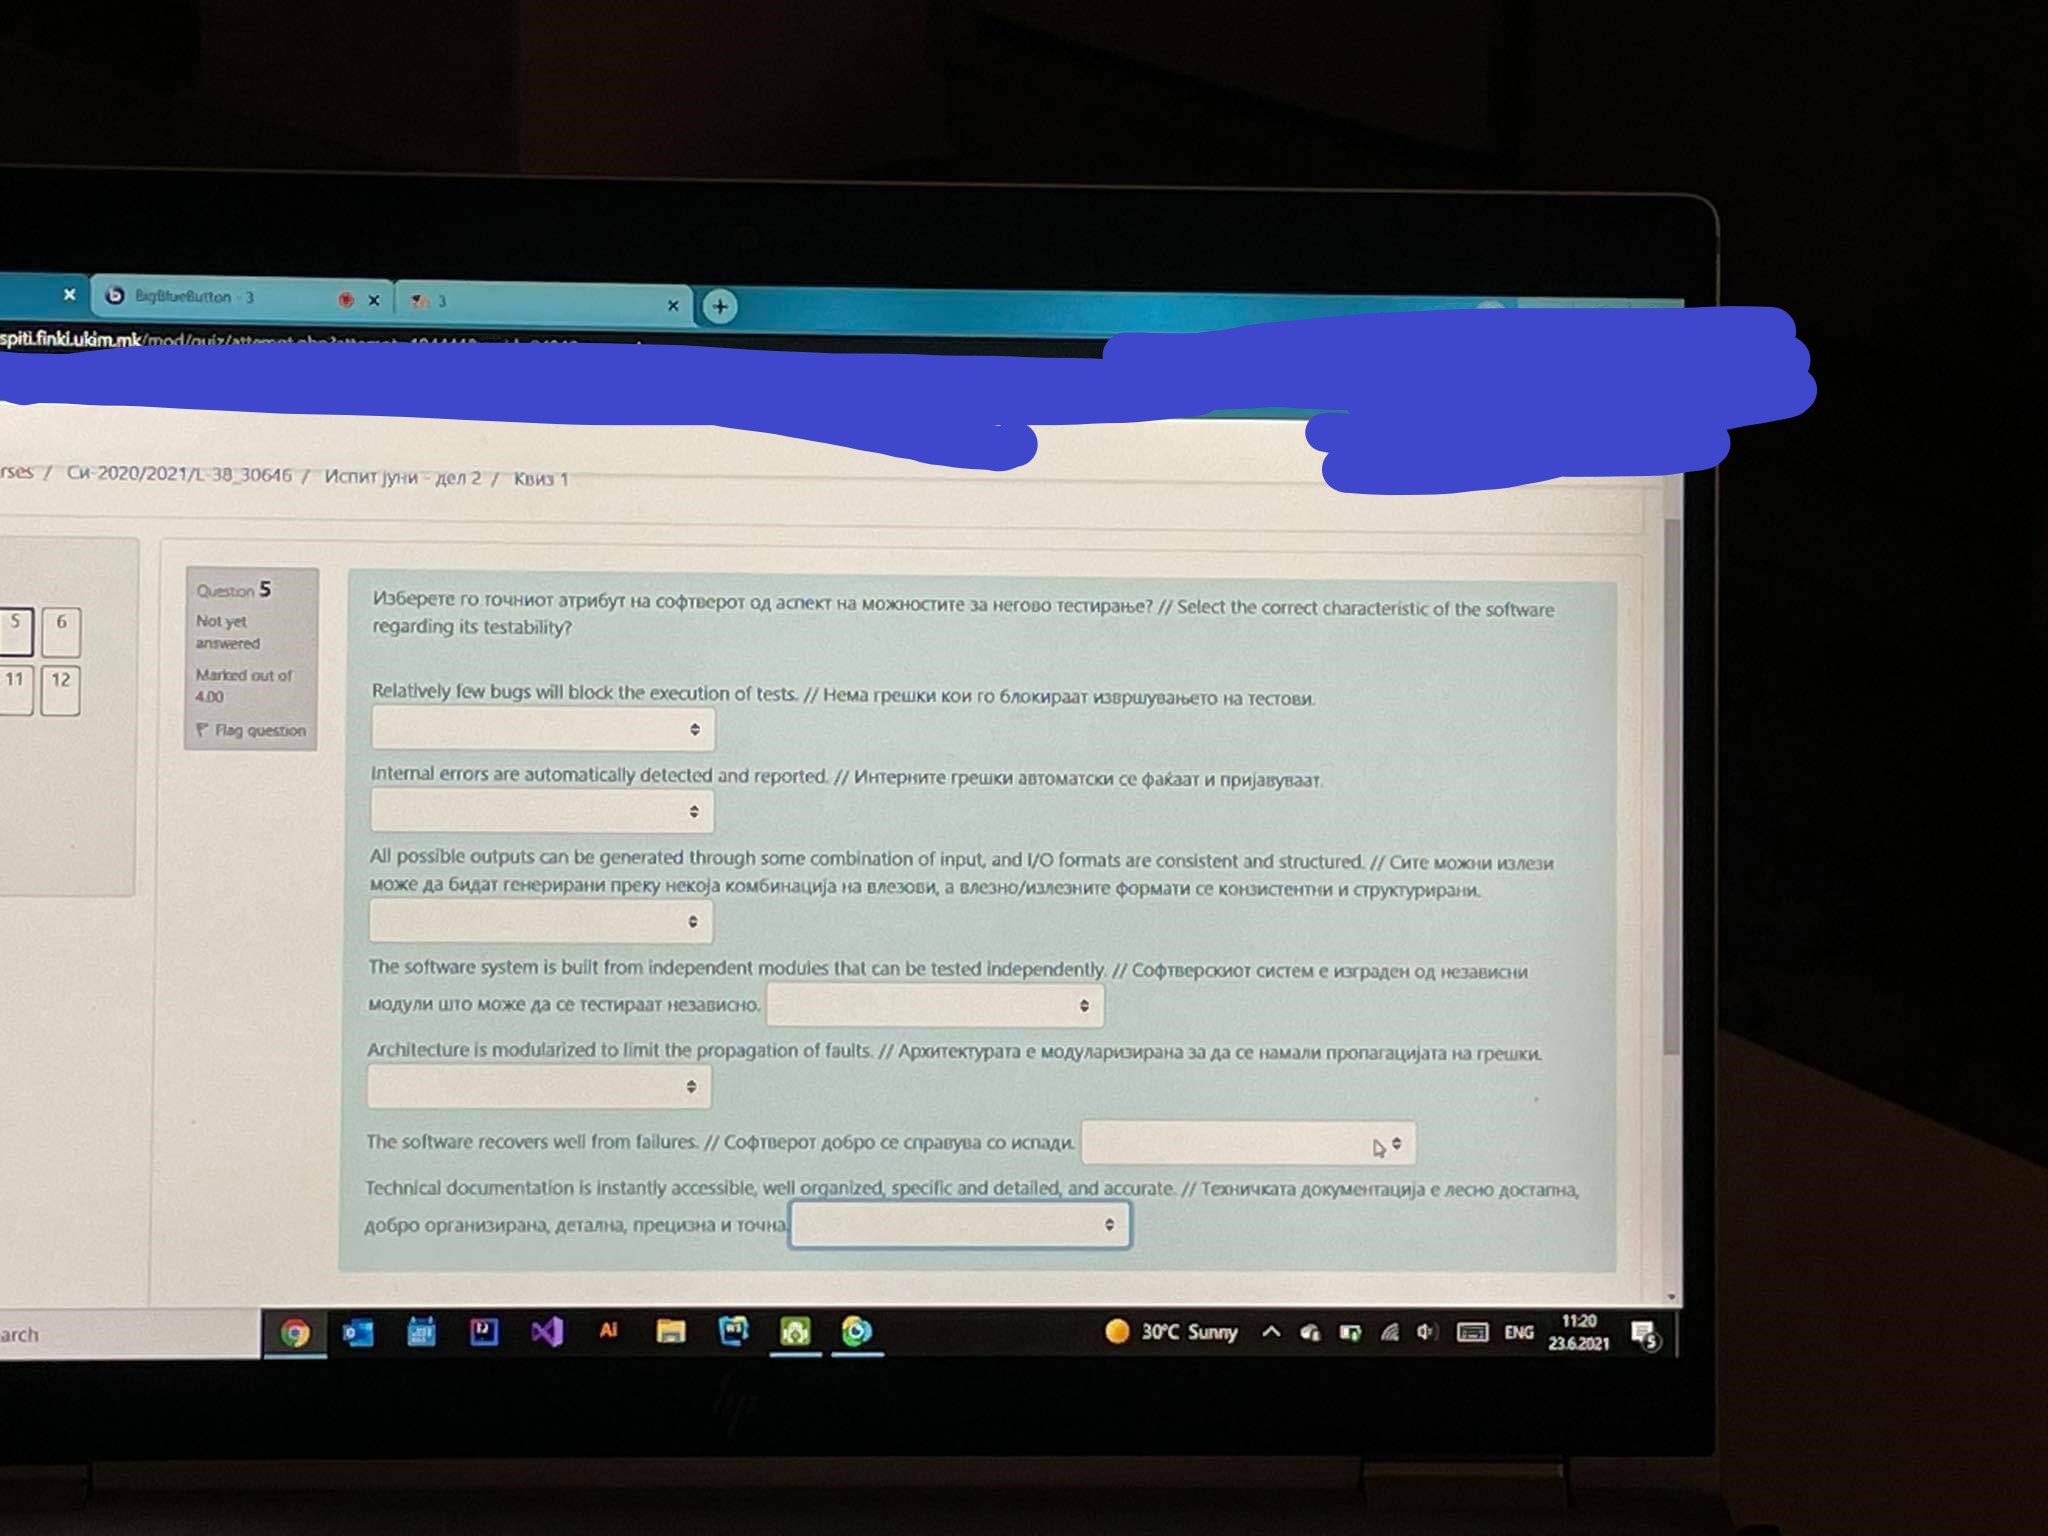 BigBlueButton - 3
3
spiti.finki.ukim.mk/mod/quiz/
rses / Си-2020/2021/L-38_30646 / Испит јуни - дел 2 / Квиз 1
5 6
11 12
Question 5
Not yet
answered
Marked out of
4.00
Flag question
Изберете го точниот атрибут на софтверот од аспект на можностите за негово тестирање? // Select the correct characteristic of the software
regarding its testability?
Relatively few bugs will block the execution of tests. // Нема грешки кои го блокираат извршувањето на тестови.
Internal errors are automatically detected and reported. // Интерните грешки автоматски се фаќаат и пријавуваат.
All possible outputs can be generated through some combination of input, and I/O formats are consistent and structured. // Сите можни излези
може да бидат генерирани преку некоја комбинација на влезови, а влезно/излезните формати се конзистентни и структурирани.
The software system is built from independent modules that can be tested independently. // Софтверскиот систем е изграден од независни
модули што може да се тестираат независно.
Architecture is modularized to limit the propagation of faults. // Архитектурата е модуларизирана за да се намали пропагацијата на грешки.
The software recovers well from failures. // Софтверот добро се справува со испади.
Technical documentation is instantly accessible, well organized, specific and detailed, and accurate. // Техничката документација е лесно достапна,
добро организирана, детална, прецизна и точна.
arch
Ai
30°C Sunny
ENG
11:20
23.6.2021
5
hp